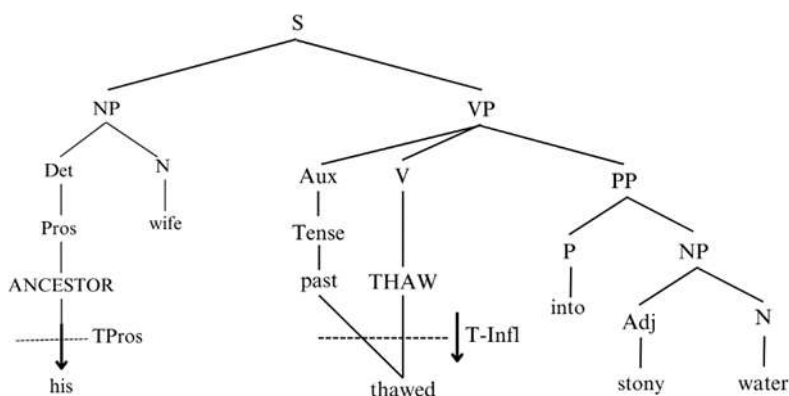 S
NP VP
Det N Aux V PP
Pros wife Tense P NP
ANCESTOR past THAW into Adj N
TPros T-Infl
his thawed stony water